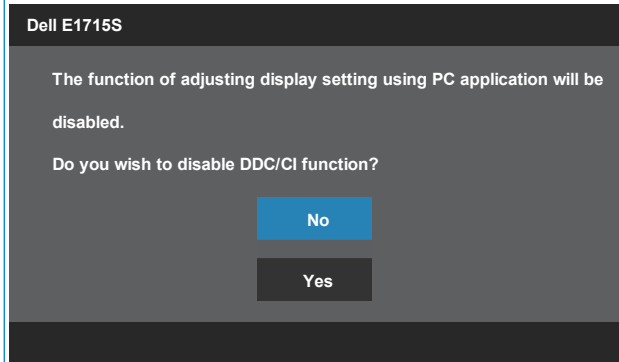 Dell E1715S
The function of adjusting display setting using PC application will be
disabled.
Do you wish to disable DDC/CI function?
No
Yes